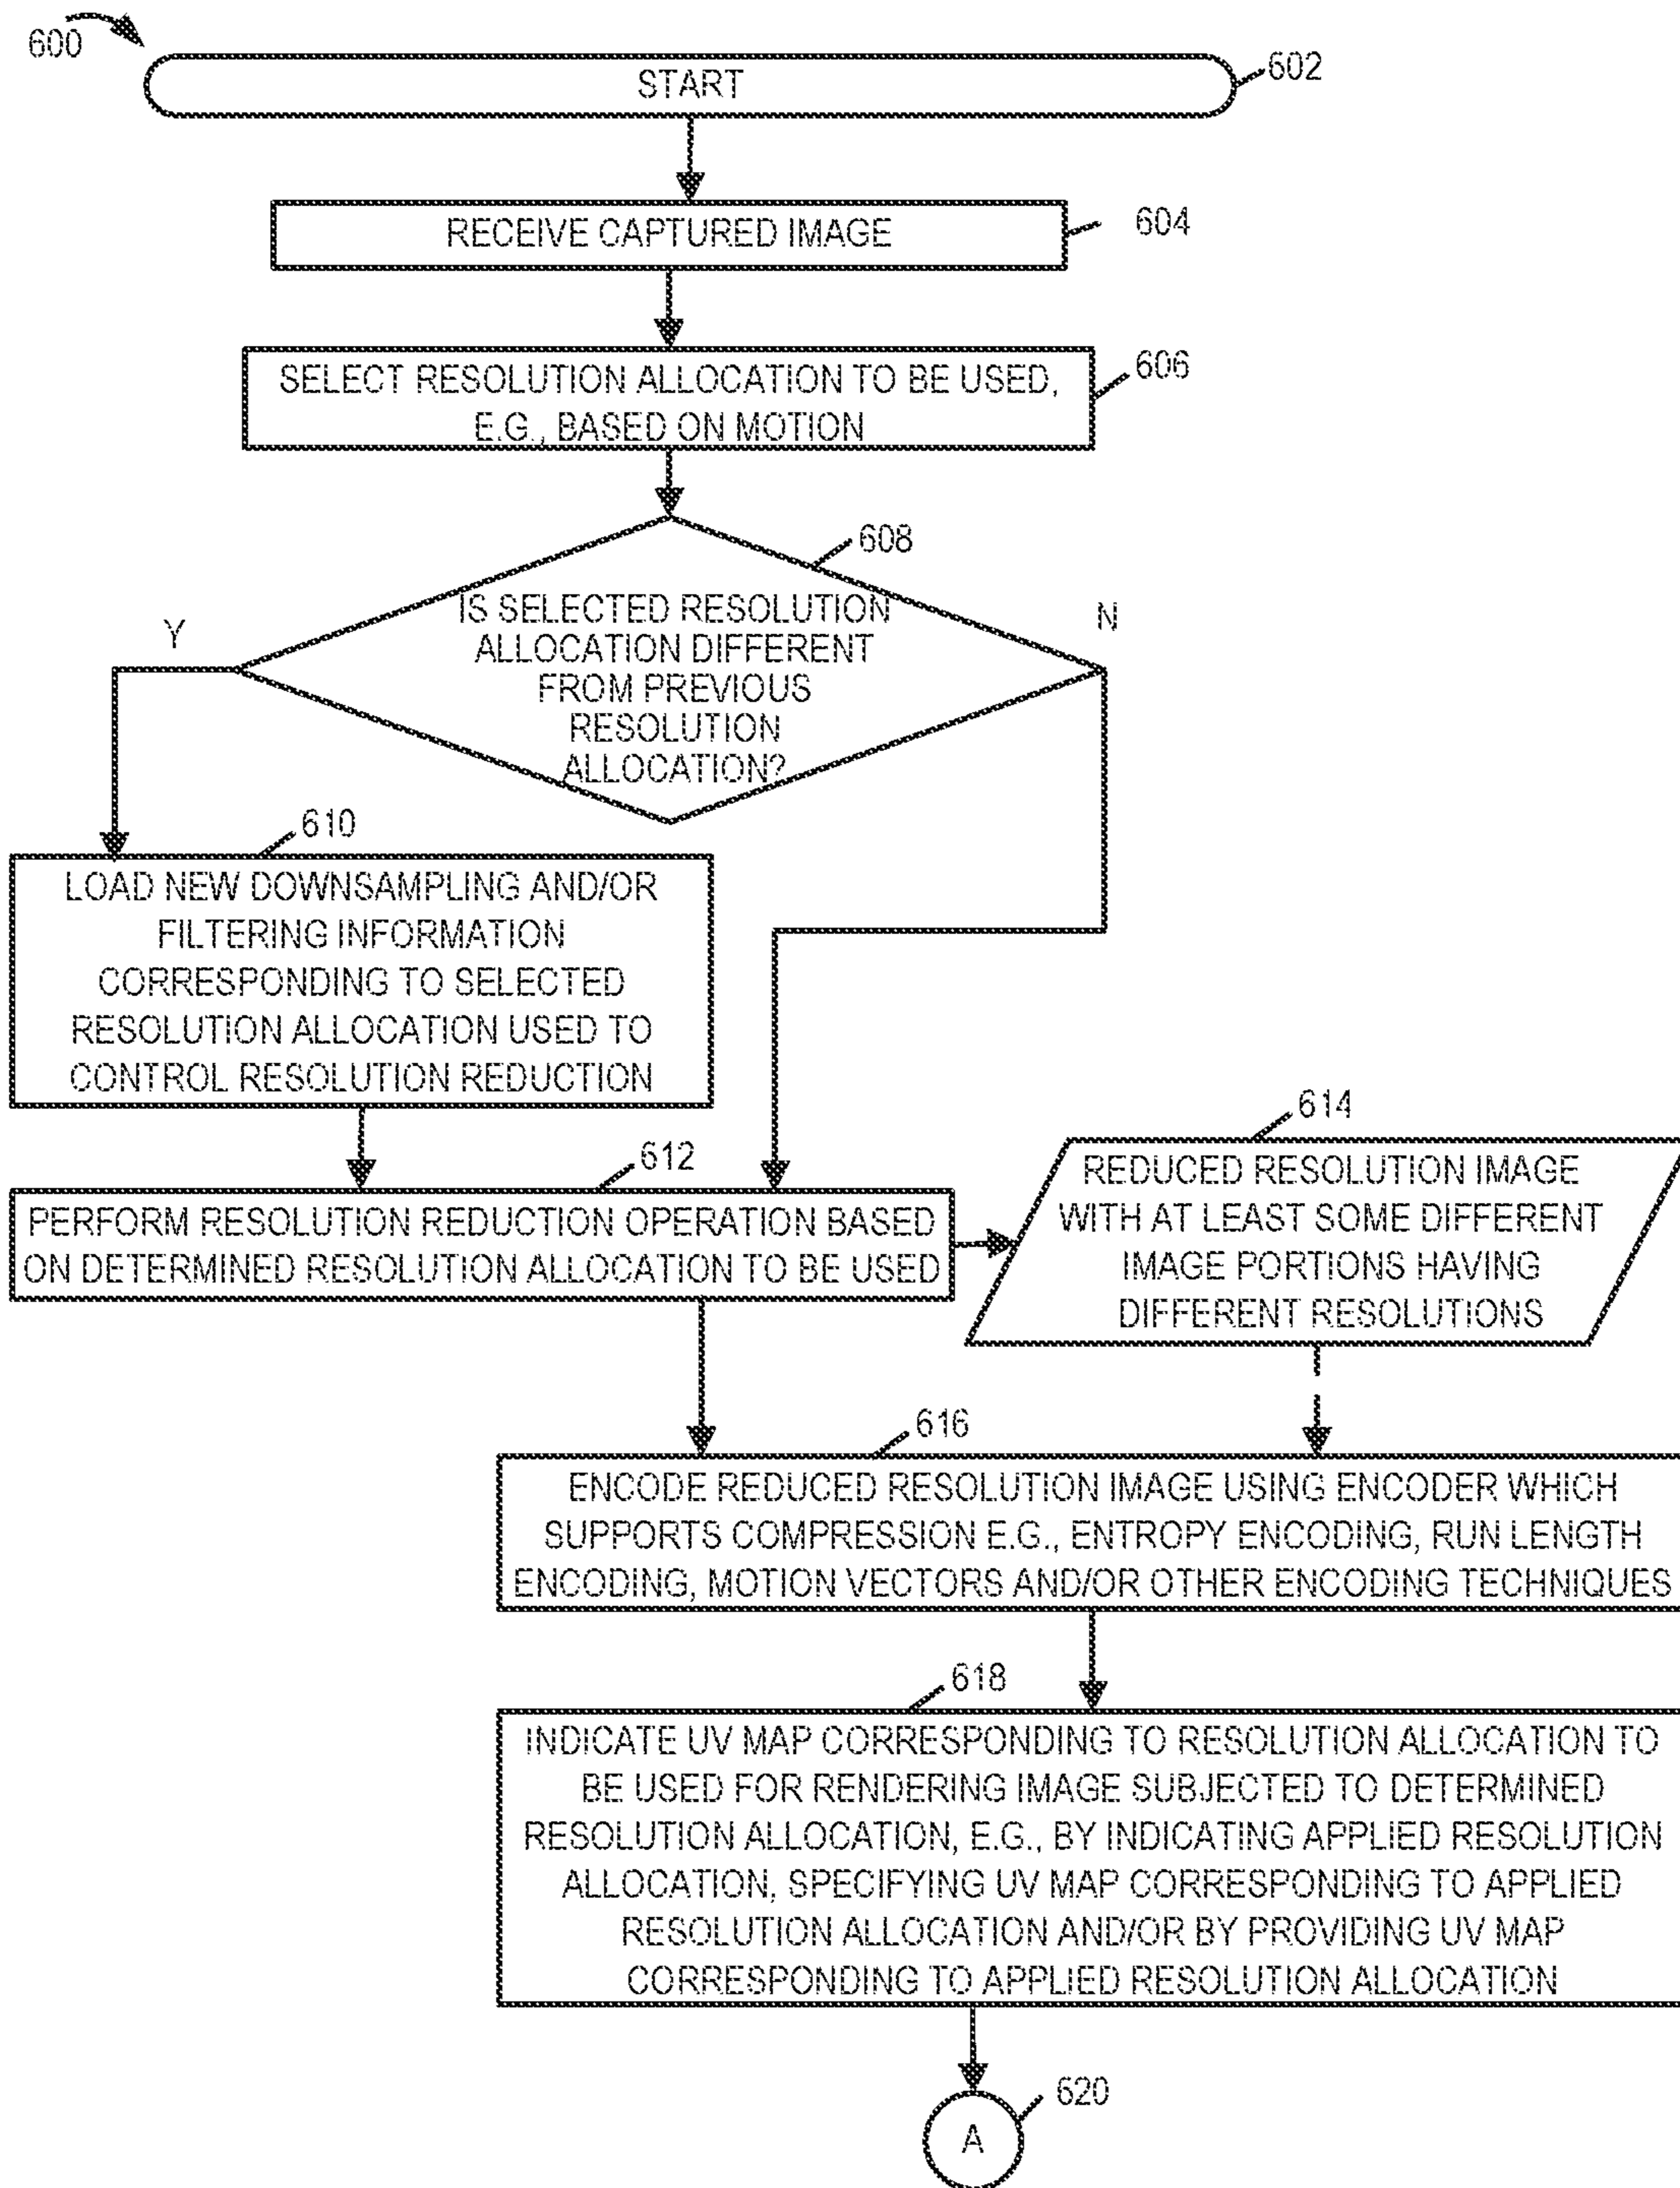 600
START
602
RECEIVE CAPTURED IMAGE
604
SELECT RESOLUTION ALLOCATION TO BE USED,
E.G., BASED ON MOTION
606
608
IS SELECTED RESOLUTION
ALLOCATION DIFFERENT
FROM PREVIOUS
RESOLUTION
ALLOCATION?
Y
N
610
LOAD NEW DOWNSAMPLING AND/OR
FILTERING INFORMATION
CORRESPONDING TO SELECTED
RESOLUTION ALLOCATION USED TO
CONTROL RESOLUTION REDUCTION
612
PERFORM RESOLUTION REDUCTION OPERATION BASED
ON DETERMINED RESOLUTION ALLOCATION TO BE USED
614
REDUCED RESOLUTION IMAGE
WITH AT LEAST SOME DIFFERENT
IMAGE PORTIONS HAVING
DIFFERENT RESOLUTIONS
616
ENCODE REDUCED RESOLUTION IMAGE USING ENCODER WHICH
SUPPORTS COMPRESSION E.G., ENTROPY ENCODING, RUN LENGTH
ENCODING, MOTION VECTORS AND/OR OTHER ENCODING TECHNIQUES
618
INDICATE UV MAP CORRESPONDING TO RESOLUTION ALLOCATION TO
BE USED FOR RENDERING IMAGE SUBJECTED TO DETERMINED
RESOLUTION ALLOCATION, E.G., BY INDICATING APPLIED RESOLUTION
ALLOCATION, SPECIFYING UV MAP CORRESPONDING TO APPLIED
RESOLUTION ALLOCATION AND/OR BY PROVIDING UV MAP
CORRESPONDING TO APPLIED RESOLUTION ALLOCATION
620
A